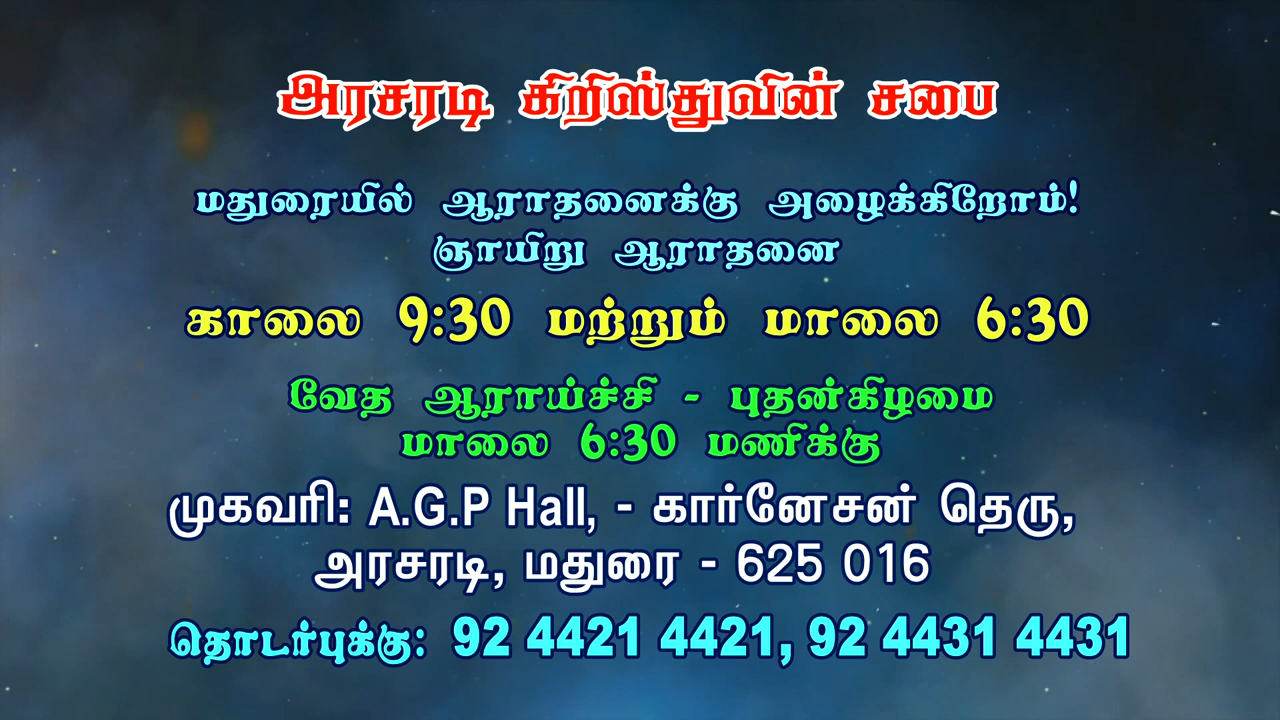 அரசரடி கிறிஸ்துவின் சபை
மதுரையில் ஆராதனைக்கு அழைக்கிறோம்!
ஞாயிறு ஆராதனை
காலை 9:30 மற்றும் மாலை 6:30
வேத ஆராய்ச்சி - புதன்கிழமை
மாலை 6:30 மணிக்கு
முகவரி: A.G.P Hall, - கார்னேசன் தெரு,
அரசரடி, மதுரை - 625 016
தொடர்புக்கு: 92 4421 4421, 92 4431 4431